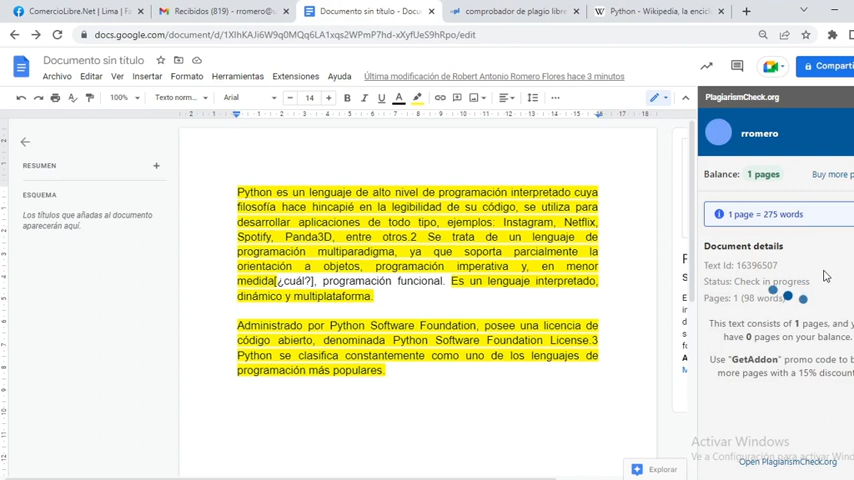 ComercioLibre.Net | Lima | Fa
Recibidos (819) - rromero@u
Documento sin título - Docume
comprobador de plagio libre
Python - Wikipedia, la encicl
docs.google.com/document/d/1XIhKAJi6W9q0MQq6LA1xqs2WPmP7hd-xXyfUeS9hRpo/edit
Documento sin título
Archivo Editar Ver Insertar Formato Herramientas Extensiones Ayuda Última modificación de Robert Antonio Romero Flores hace 3 minutos
Comparti
100% Texto norm... Arial 14
PlagiarismCheck.org
rromero
Balance: 1 pages Buy more p
1 page = 275 words
Document details
Text Id: 16396507
Status: Check in progress
Pages: 1 (98 words)
This text consists of 1 pages, and y
have 0 pages on your balance.
Use "GetAddon" promo code to b
more pages with a 15% discount
Open PlagiarismCheck.org
RESUMEN
ESQUEMA
Los títulos que añadas al documento
aparecerán aquí.
Python es un lenguaje de alto nivel de programación interpretado cuya
filosofía hace hincapié en la legibilidad de su código, se utiliza para
desarrollar aplicaciones de todo tipo, ejemplos: Instagram, Netflix,
Spotify, Panda3D, entre otros.2 Se trata de un lenguaje de
programación multiparadigma, ya que soporta parcialmente la
orientación a objetos, programación imperativa y, en menor
medida[¿cuál?], programación funcional. Es un lenguaje interpretado,
dinámico y multiplataforma.
Administrado por Python Software Foundation, posee una licencia de
código abierto, denominada Python Software Foundation License.3
Python se clasifica constantemente como uno de los lenguajes de
programación más populares.
Explorar
Activar Windows
Ve a Configuración para activar Win